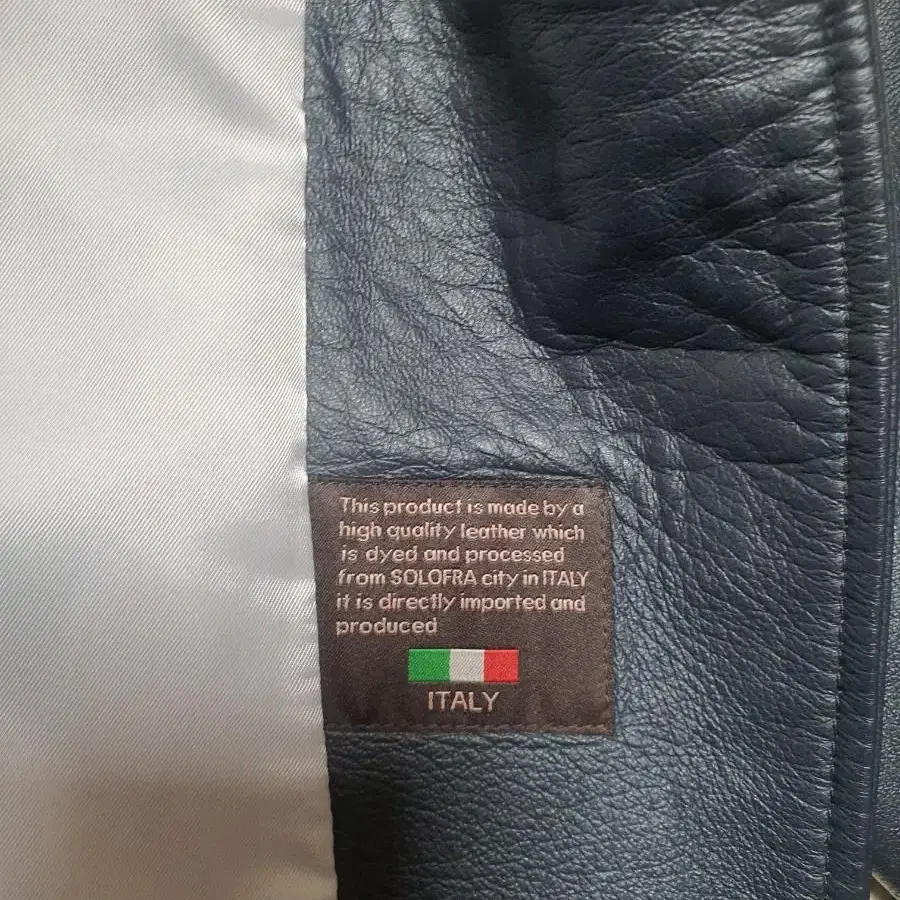 This product is made by a
high quality leather which
is dyed and processed
from SOLOFRA city in ITALY
it is directly imported and
produced
ITALY